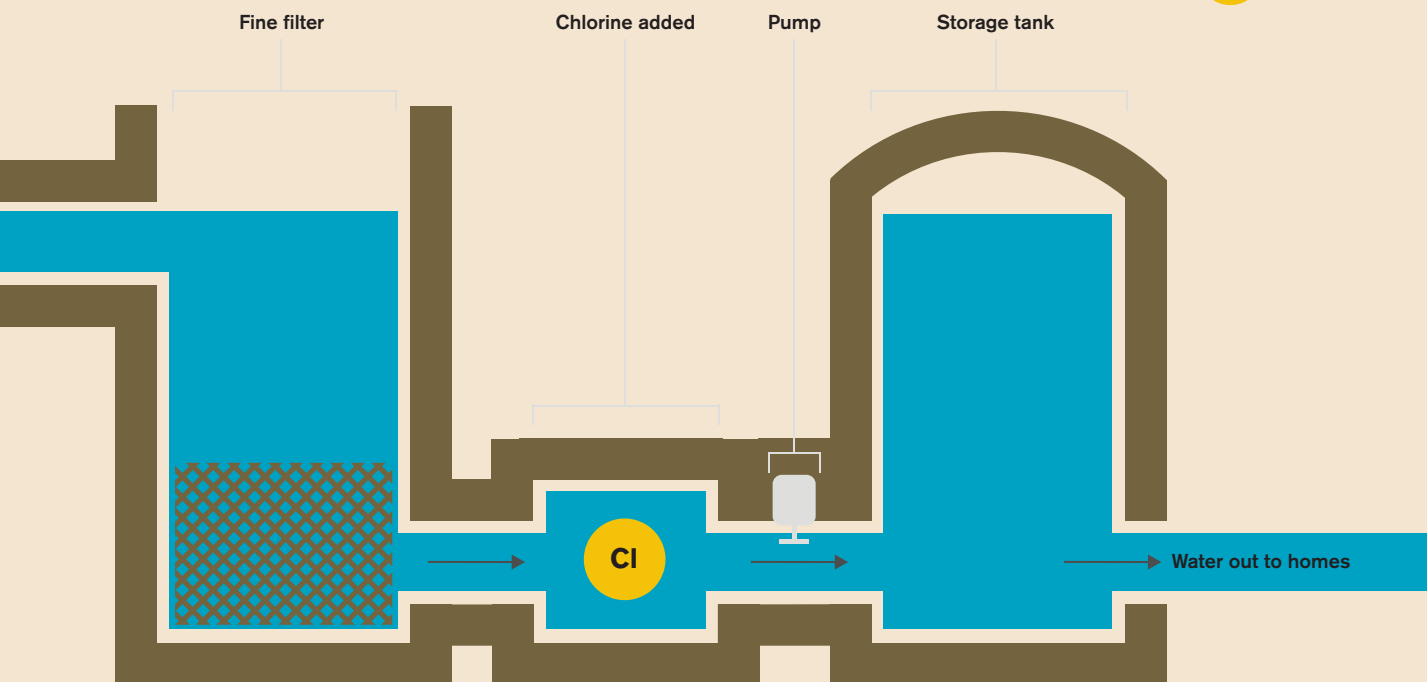 Fine filter
Chlorine added
Pump
Storage tank
Cl
Water out to homes